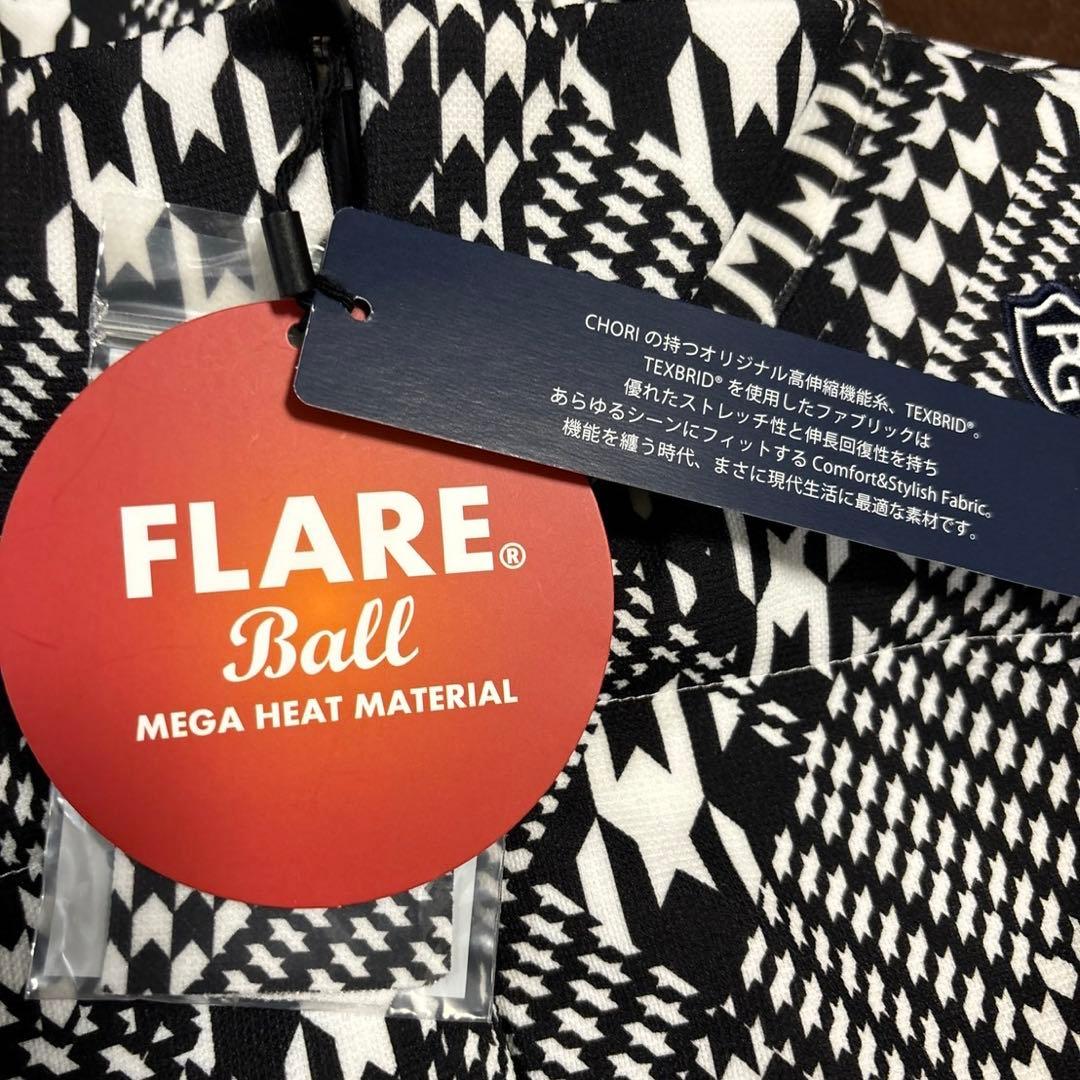 CHORI の持つオリジナル高伸縮機能糸、TEXBRID®。
TEXBRID® を使用したファブリックは
優れたストレッチ性と伸長回復性を持ち
あらゆるシーンにフィットする Comfort&Stylish Fabric。
機能を纏う時代、まさに現代生活に最適な素材です。
FLARE®
Ball
MEGA HEAT MATERIAL
PG